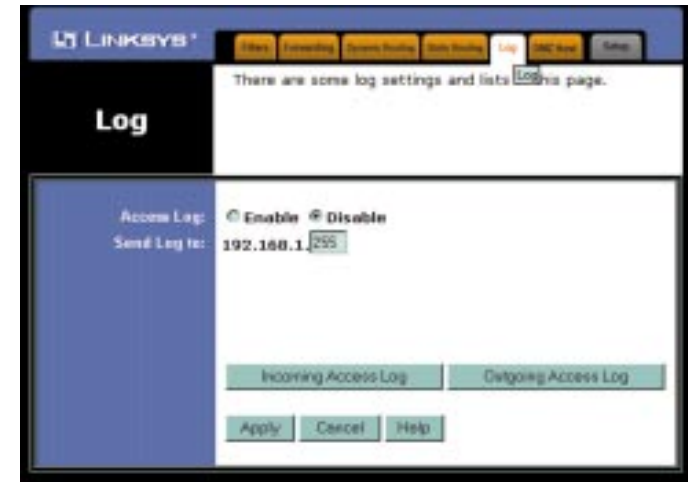 LINKSYS
Filters Forwarding Dynamic Routing Static Routing Log DMZ Host Setup
There are some log settings and lists his page.
Log
Log
Access Log: Enable Disable
Send Log to: 192.168.1.255
Incoming Access Log Outgoing Access Log
Apply Cancel Help